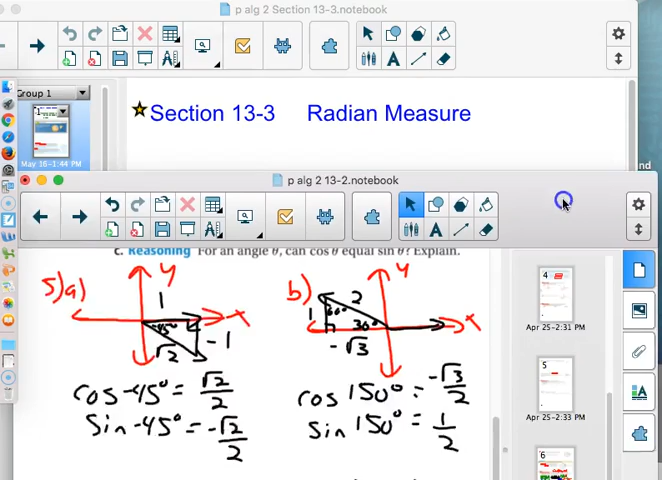 p alg 2 Section 13-3.notebook
Group 1
Section 13-3 Radian Measure
May 16-1:44
nd
p alg 2 13-2.notebook
c. Reasoning For an angle θ, can cos θ equal sin θ? Explain.
5)a) y
1
x
45°
-1
√2
cos -45° = √2/2
sin -45° = -√2/2
b) y
2
1 60°
30°
x
-√3
cos 150° = -√3/2
sin 150° = 1/2
4
Apr 25-2:31 PM
5
Apr 25-2:33 PM
6